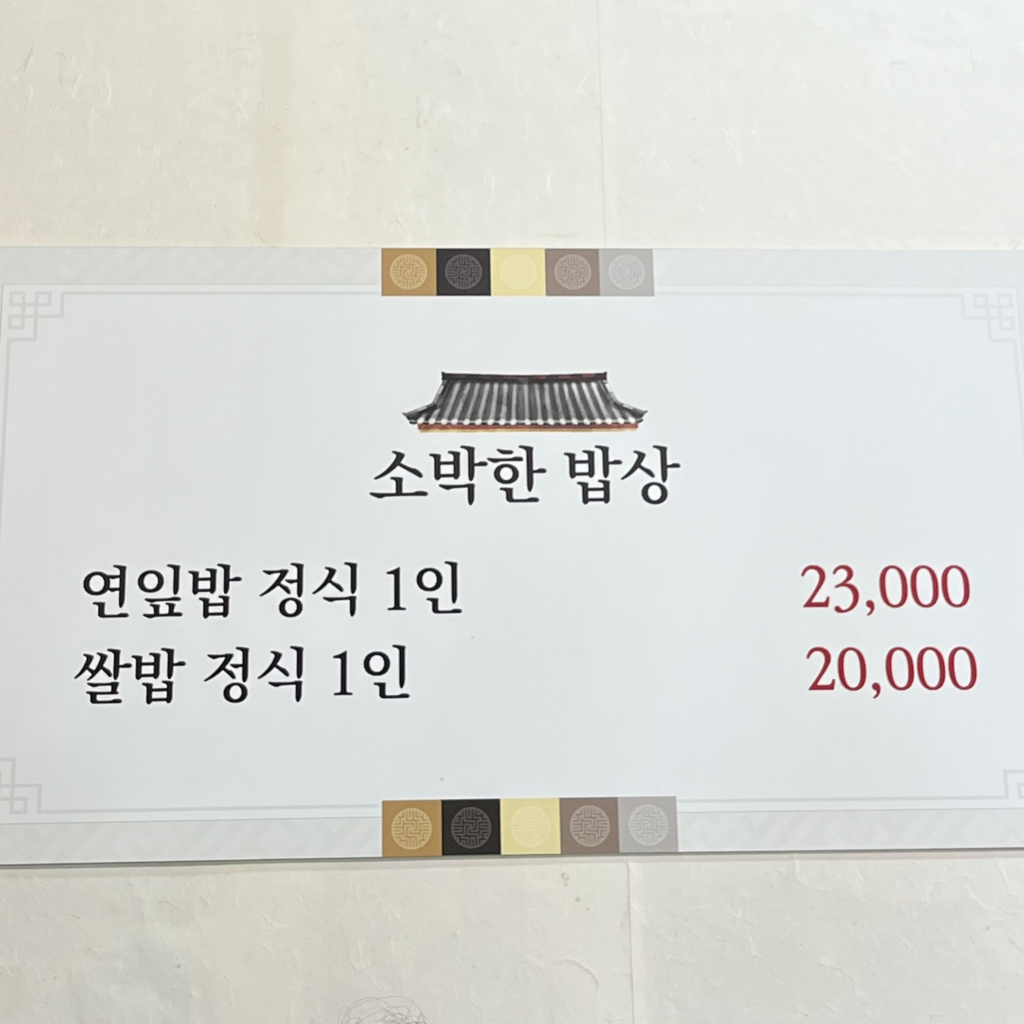 소박한 밥상
연잎밥 정식 1인 23,000
쌀밥 정식 1인 20,000